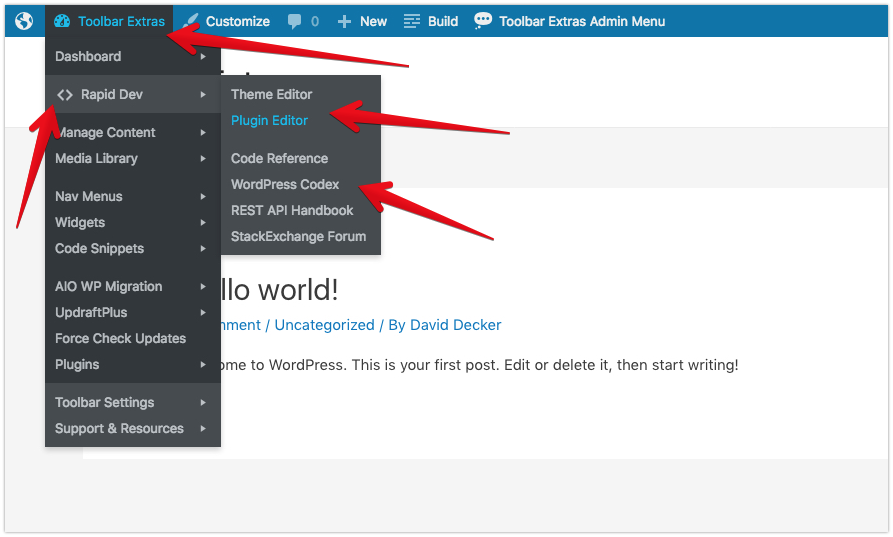 Toolbar Extras Customize 0 New Build Toolbar Extras Admin Menu
Dashboard
Rapid Dev
Manage Content
Media Library
Nav Menus
Widgets
Code Snippets
AIO WP Migration
UpdraftPlus
Force Check Updates
Plugins
Toolbar Settings
Support & Resources
Theme Editor
Plugin Editor
Code Reference
WordPress Codex
REST API Handbook
StackExchange Forum
llo world!
mment / Uncategorized / By David Decker
ome to WordPress. This is your first post. Edit or delete it, then start writing!